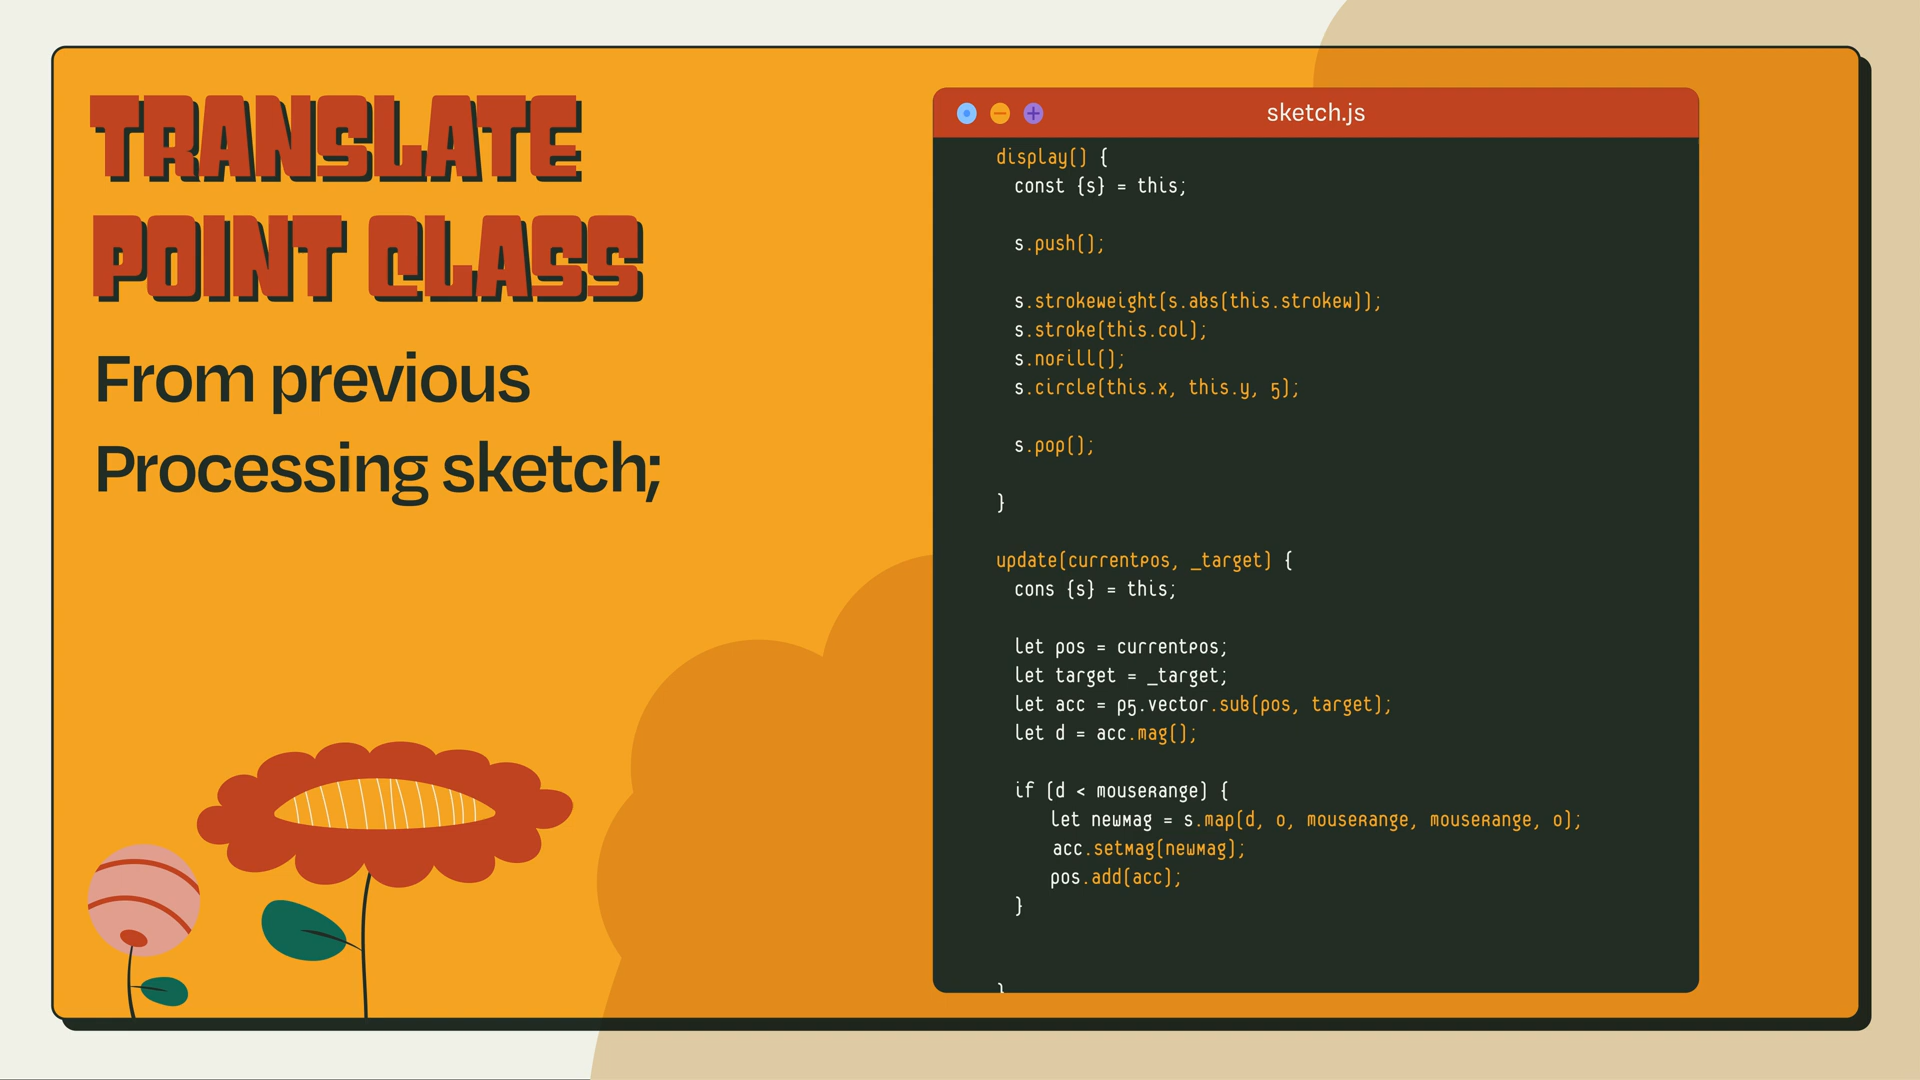 TRANSLATE
POINT CLASS
From previous
Processing sketch;
sketch.js
display() {
const {s} = this;
s.push();
s.strokeweight(s.abs(this.strokew));
s.stroke(this.col);
s.nofill();
s.circle(this.x, this.y, 5);
s.pop();
}
update(currentPos, _target) {
cons {s} = this;
let pos = currentPos;
let target = _target;
let acc = p5.vector.sub(pos, target);
let d = acc.mag();
if (d < mouseRange) {
let newMag = s.map(d, 0, mouseRange, mouseRange, 0);
acc.setMag(newMag);
pos.add(acc);
}
}